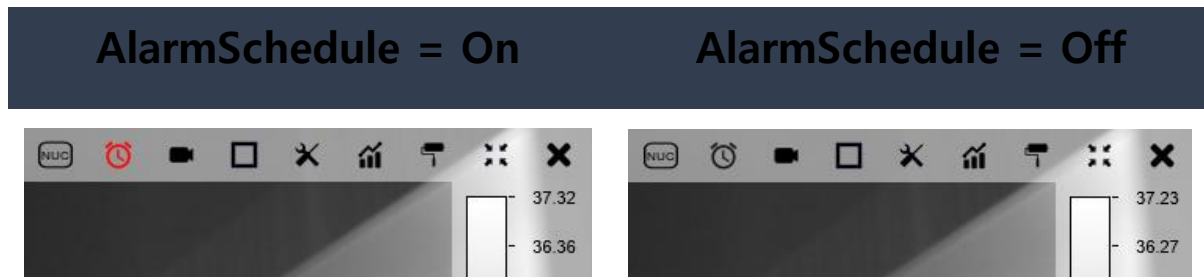 AlarmSchedule = On
AlarmSchedule = Off
NUC
37.32
36.36
NUC
37.23
36.27